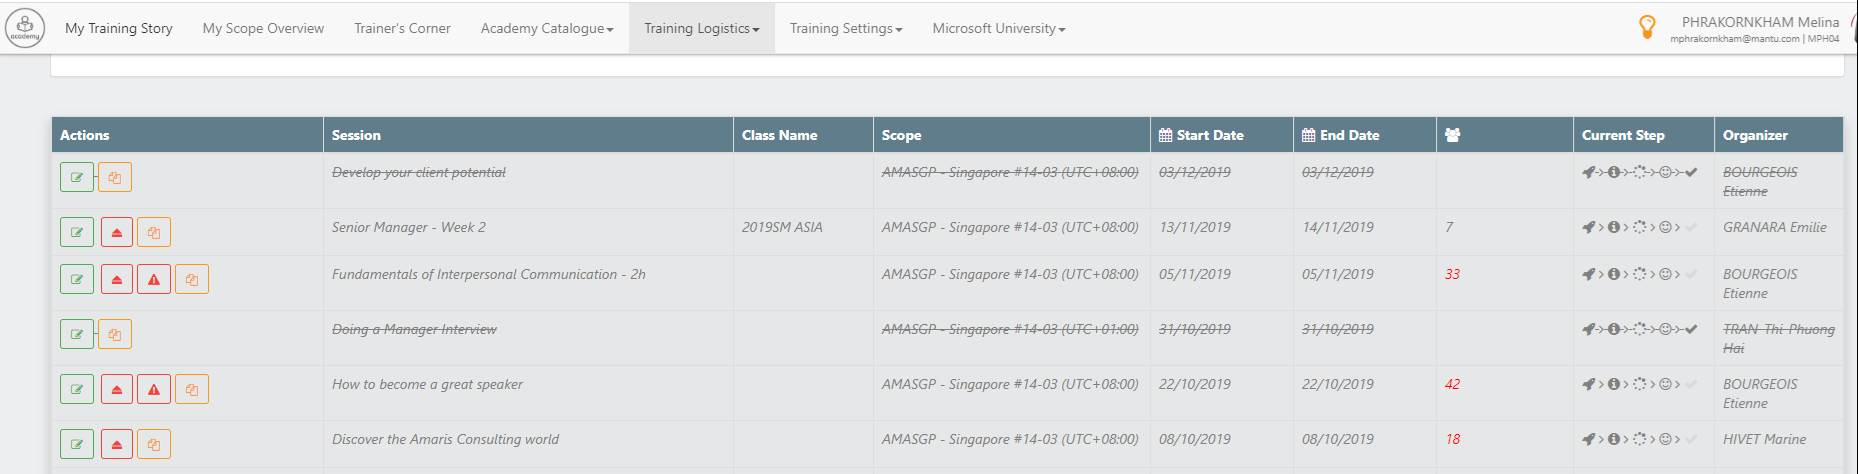 academy My Training Story My Scope Overview Trainer's Corner Academy Catalogue Training Logistics Training Settings Microsoft University PHRAKORNKHAM Melina
mphrakornkham@mantu.com | MPH04
Actions Session Class Name Scope Start Date End Date Current Step Organizer
Develop your client potential AMASGP - Singapore #14-03 (UTC+08:00) 03/12/2019 03/12/2019 BOURGEOIS
Etienne
Senior Manager - Week 2 2019SM ASIA AMASGP - Singapore #14-03 (UTC+08:00) 13/11/2019 14/11/2019 7 GRANARA Emilie
Fundamentals of Interpersonal Communication - 2h AMASGP - Singapore #14-03 (UTC+08:00) 05/11/2019 05/11/2019 33 BOURGEOIS
Etienne
Doing a Manager Interview AMASGP - Singapore #14-03 (UTC+01:00) 31/10/2019 31/10/2019 TRAN Thi Phuong
Hai
How to become a great speaker AMASGP - Singapore #14-03 (UTC+08:00) 22/10/2019 22/10/2019 42 BOURGEOIS
Etienne
Discover the Amaris Consulting world AMASGP - Singapore #14-03 (UTC+08:00) 08/10/2019 08/10/2019 18 HIVET Marine